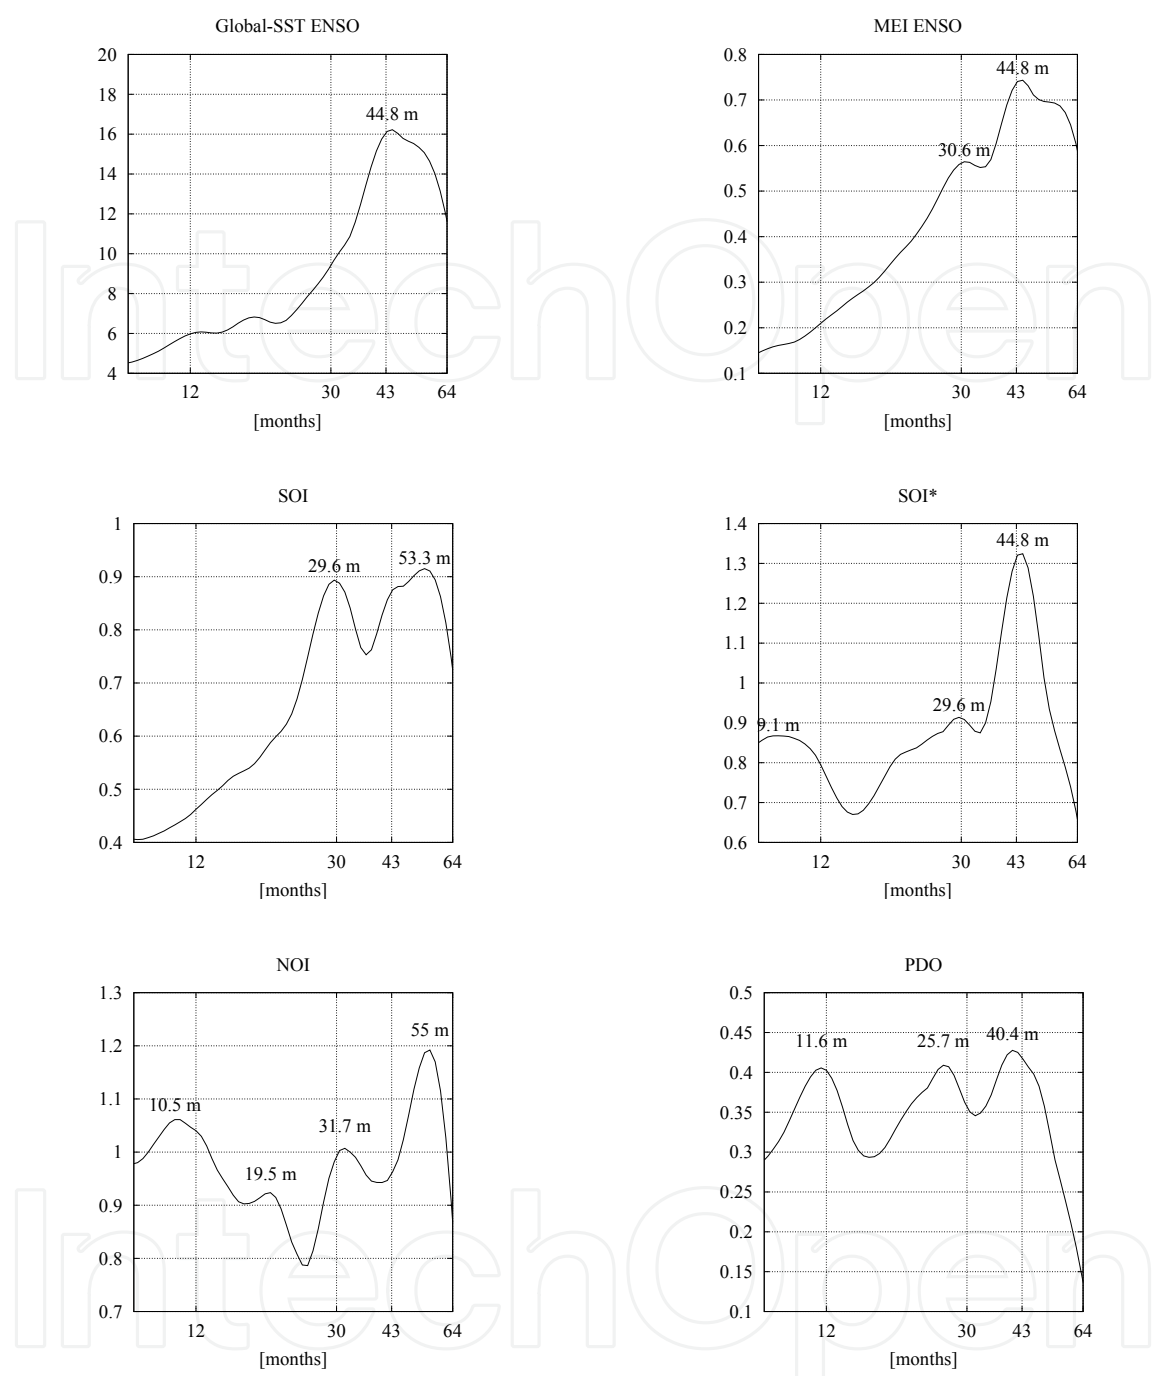 Global-SST ENSO
20
18
16
14
12
10
8
6
4
44.8 m
12 30 43 64
[months]
MEI ENSO
0.8
0.7
0.6
0.5
0.4
0.3
0.2
0.1
44.8 m
30.6 m
12 30 43 64
[months]
SOI
1
0.9
0.8
0.7
0.6
0.5
0.4
29.6 m
53.3 m
12 30 43 64
[months]
SOI*
1.4
1.3
1.2
1.1
1
0.9
0.8
0.7
0.6
44.8 m
29.6 m
9.1 m
12 30 43 64
[months]
NOI
1.3
1.2
1.1
1
0.9
0.8
0.7
55 m
10.5 m
31.7 m
19.5 m
12 30 43 64
[months]
PDO
0.5
0.45
0.4
0.35
0.3
0.25
0.2
0.15
0.1
11.6 m
25.7 m
40.4 m
12 30 43 64
[months]
IntechOpen
IntechOpen